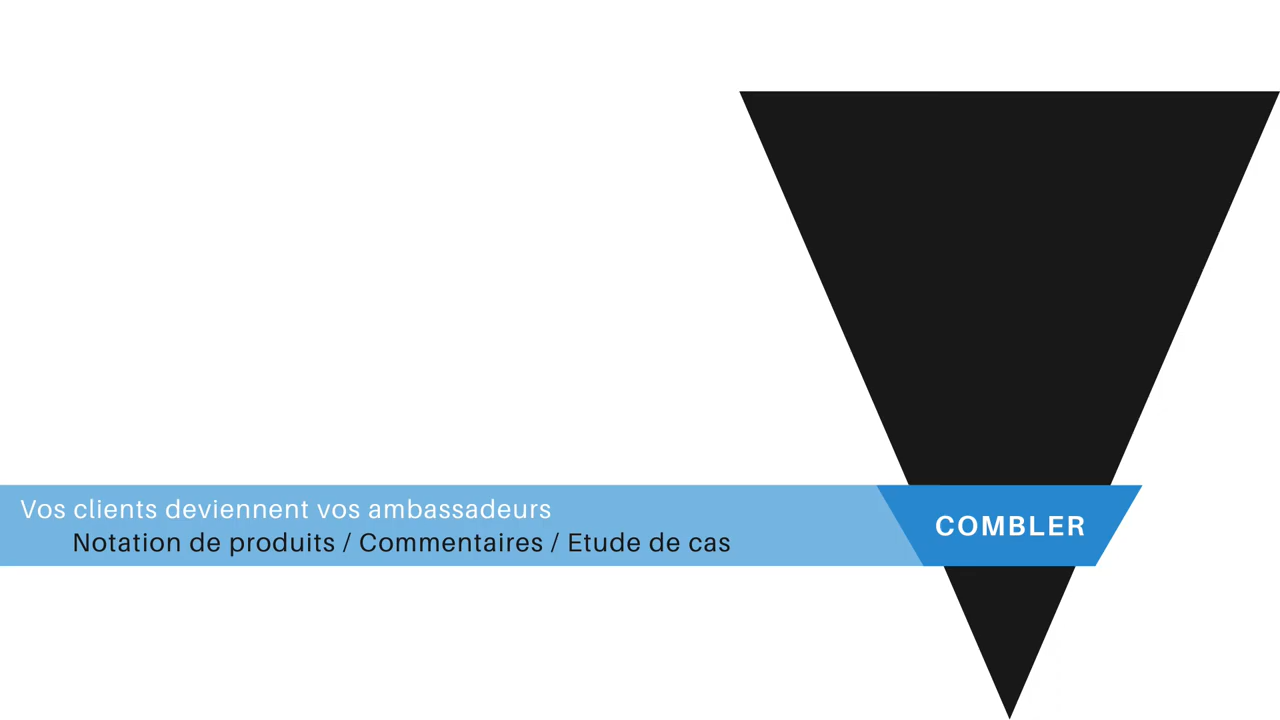 Vos clients deviennent vos ambassadeurs
Notation de produits / Commentaires / Etude de cas
COMBLER